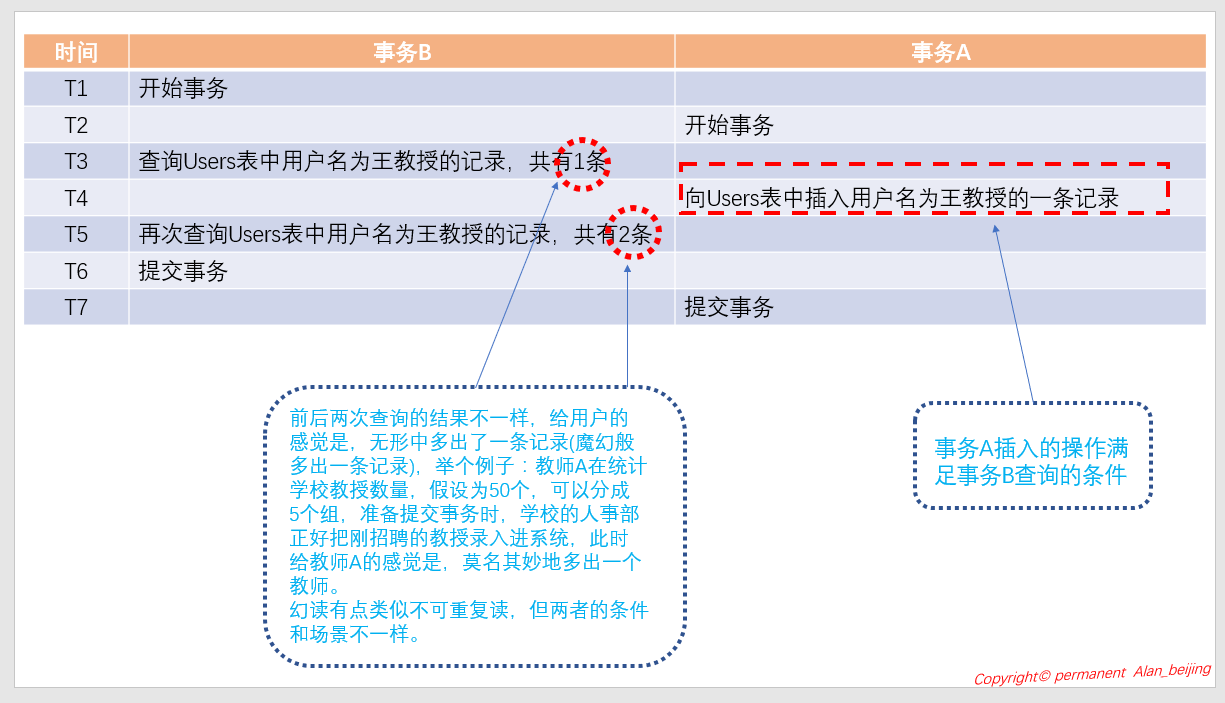 时间 事务B 事务A
T1 开始事务
T2 开始事务
T3 查询Users表中用户名为王教授的记录，共有1条
T4 向Users表中插入用户名为王教授的一条记录
T5 再次查询Users表中用户名为王教授的记录，共有2条
T6 提交事务
T7 提交事务
前后两次查询的结果不一样，给用户的
感觉是，无形中多出了一条记录(魔幻般
多出一条记录)，举个例子：教师A在统计
学校教授数量，假设为50个，可以分成
5个组，准备提交事务时，学校的人事部
正好把刚招聘的教授录入进系统，此时
给教师A的感觉是，莫名其妙地多出一个
教师。
幻读有点类似不可重复读，但两者的条件
和场景不一样。
事务A插入的操作满
足事务B查询的条件
Copyright© permanent Alan_beijing